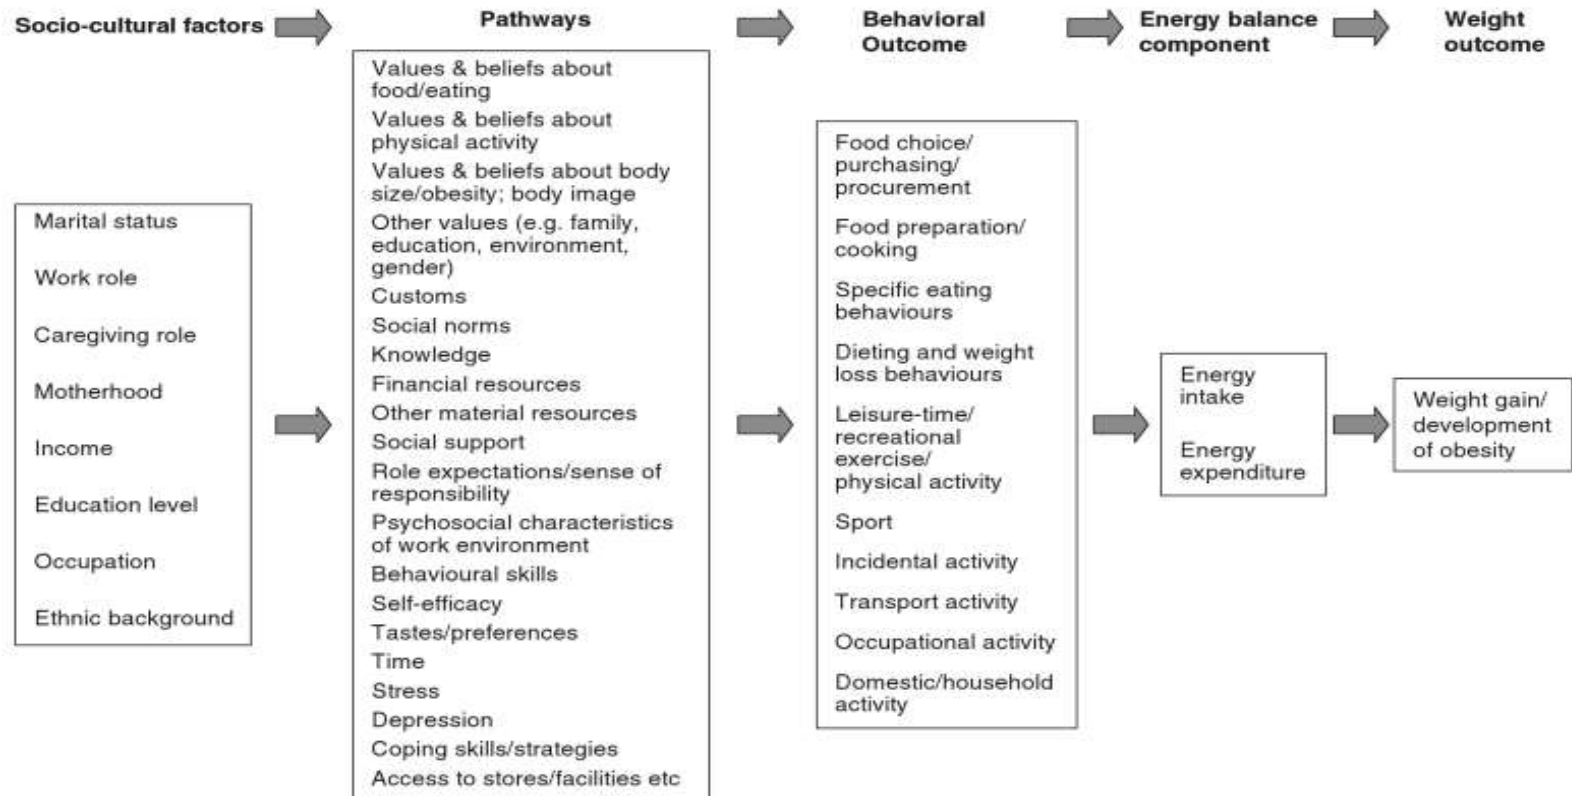 Socio-cultural factors
Pathways
Behavioral
Outcome
Energy balance
component
Weight
outcome
Marital status
Work role
Caregiving role
Motherhood
Income
Education level
Occupation
Ethnic background
Values & beliefs about
food/eating
Values & beliefs about
physical activity
Values & beliefs about body
size/obesity; body image
Other values (e.g. family,
education, environment,
gender)
Customs
Social norms
Knowledge
Financial resources
Other material resources
Social support
Role expectations/sense of
responsibility
Psychosocial characteristics
of work environment
Behavioural skills
Self-efficacy
Tastes/preferences
Time
Stress
Depression
Coping skills/strategies
Access to stores/facilities etc
Food choice/
purchasing/
procurement
Food preparation/
cooking
Specific eating
behaviours
Dieting and weight
loss behaviours
Leisure-time/
recreational
exercise/
physical activity
Sport
Incidental activity
Transport activity
Occupational activity
Domestic/household
activity
Energy
intake
Energy
expenditure
Weight gain/
development
of obesity